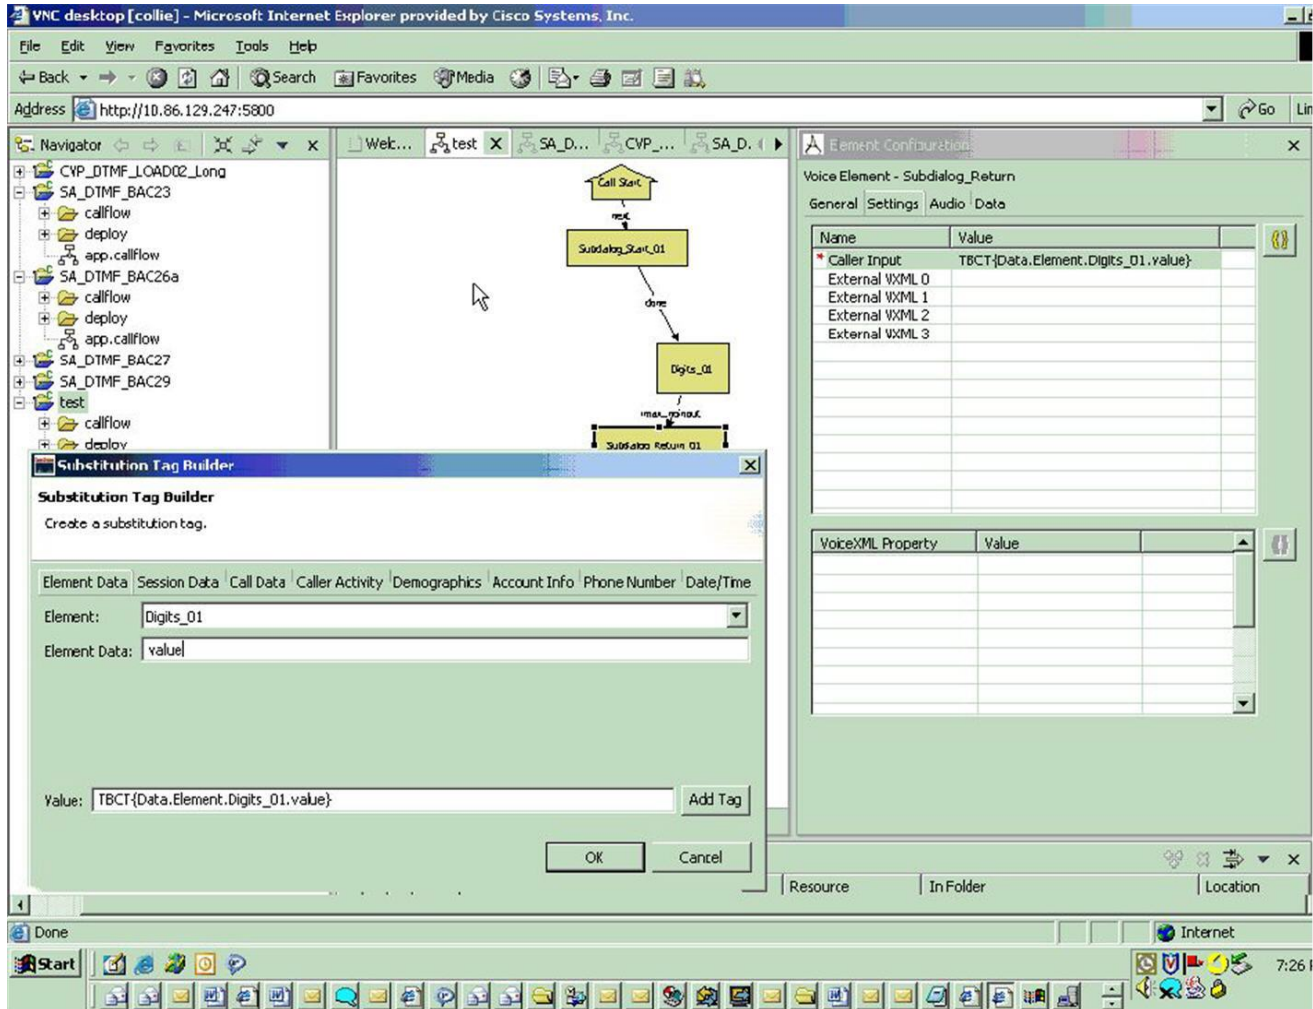 VNC desktop [collie] - Microsoft Internet Explorer provided by Cisco Systems, Inc.
File Edit View Favorites Tools Help
Back Search Favorites Media
Address http://10.86.129.247:5800 Go
Navigator
CVP_DTMF_LOAD02_Long
SA_DTMF_BAC23
callflow
deploy
app.callflow
SA_DTMF_BAC26a
callflow
deploy
app.callflow
SA_DTMF_BAC27
SA_DTMF_BAC29
test
callflow
deploy
Welc... test SA_D... CVP_... SA_D.
Call Start
next
Subdialog_Start_01
done
Digits_01
Subdialog Return 01
Element Configuration
Voice Element - Subdialog_Return
General Settings Audio Data
Name Value
* Caller Input TBCT{Data.Element.Digits_01.value}
External VXML 0
External VXML 1
External VXML 2
External VXML 3
VoiceXML Property Value
Substitution Tag Builder
Substitution Tag Builder
Create a substitution tag.
Element Data Session Data Call Data Caller Activity Demographics Account Info Phone Number Date/Time
Element: Digits_01
Element Data: value
Value: TBCT{Data.Element.Digits_01.value} Add Tag
OK Cancel
Resource In Folder Location
Done Internet
Start 7:26